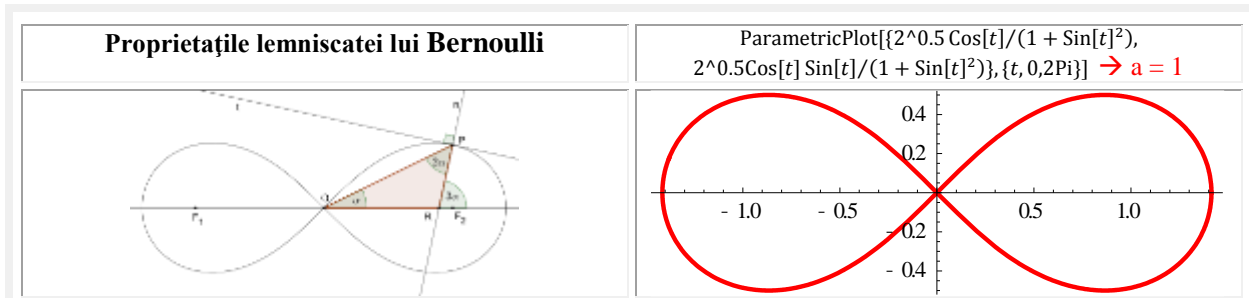 Proprietaţile lemniscatei lui Bernoulli
ParametricPlot[{2^0.5 Cos[t]/(1 + Sin[t]²),
2^0.5Cos[t] Sin[t]/(1 + Sin[t]²)},{t, 0,2Pi}] → a = 1
t
n
P
2α
α
3α
F₁
B
F₂
0.4
0.2
- 1.0
- 0.5
0.5
1.0
- 0.2
- 0.4